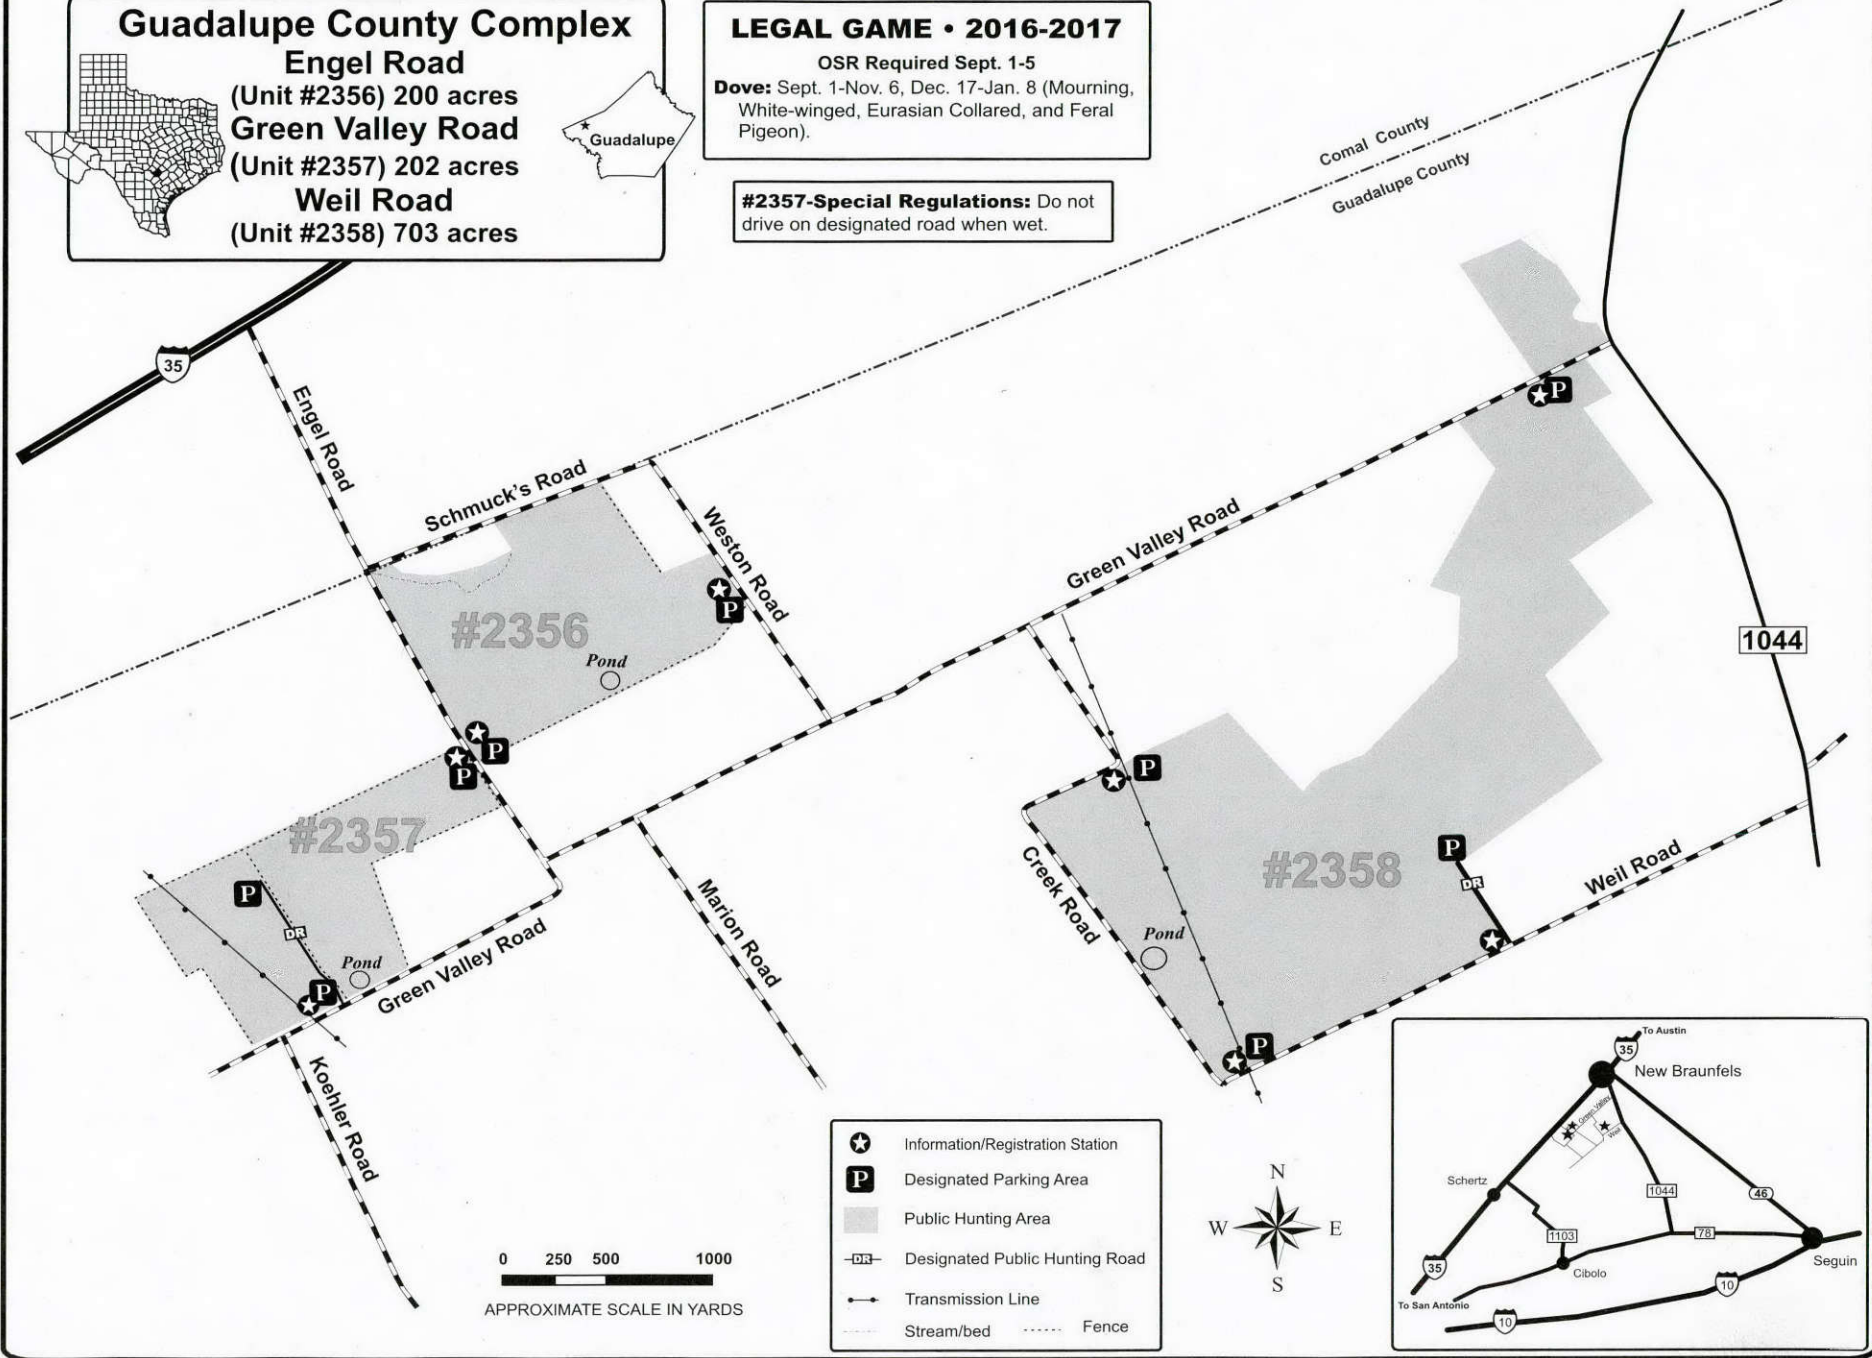 Guadalupe County Complex
Engel Road
(Unit #2356) 200 acres
Green Valley Road
(Unit #2357) 202 acres
Weil Road
(Unit #2358) 703 acres
Guadalupe
LEGAL GAME • 2016-2017
OSR Required Sept. 1-5
Dove: Sept. 1-Nov. 6, Dec. 17-Jan. 8 (Mourning,
White-winged, Eurasian Collared, and Feral
Pigeon).
#2357-Special Regulations: Do not
drive on designated road when wet.
Comal County
Guadalupe County
35
Engel Road
Schmuck's Road
Weston Road
P
Green Valley Road
P
1044
#2356
Pond
P
P
#2357
P
DR
Pond
P
Green Valley Road
Marion Road
Koehler Road
P
#2358
P
DR
Weil Road
Creek Road
Pond
P
0 250 500 1000
APPROXIMATE SCALE IN YARDS
Information/Registration Station
P Designated Parking Area
Public Hunting Area
DR Designated Public Hunting Road
Transmission Line
Stream/bed Fence
N
W E
S
To Austin
35
New Braunfels
Green Valley
Weil
Schertz
1044
46
1103
78
Seguin
35
Cibolo
10
To San Antonio
10